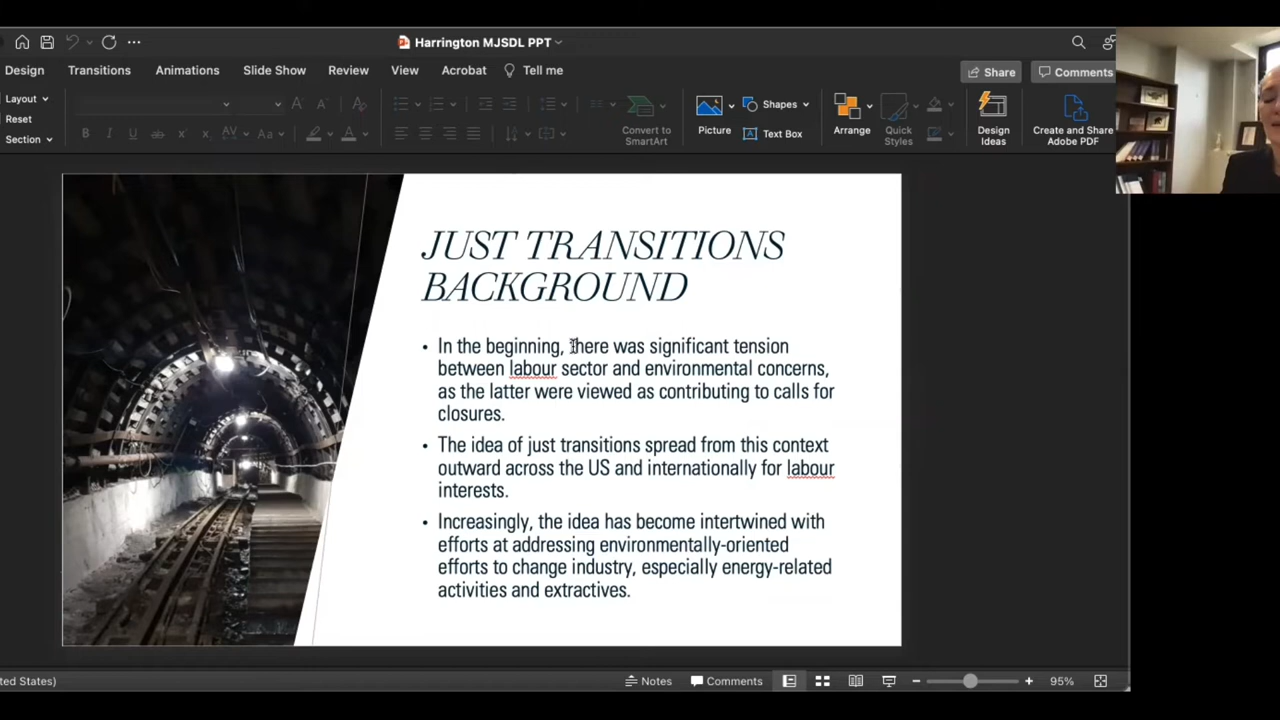 Harrington MJSDL PPT
Design Transitions Animations Slide Show Review View Acrobat Tell me
Share Comments
Layout
Reset
Section
Convert to
SmartArt
Picture
Shapes
Text Box
Arrange
Quick
Styles
Design
Ideas
Create and Share
Adobe PDF
JUST TRANSITIONS
BACKGROUND
• In the beginning, there was significant tension
between labour sector and environmental concerns,
as the latter were viewed as contributing to calls for
closures.
• The idea of just transitions spread from this context
outward across the US and internationally for labour
interests.
• Increasingly, the idea has become intertwined with
efforts at addressing environmentally-oriented
efforts to change industry, especially energy-related
activities and extractives.
ted States) Notes Comments 95%